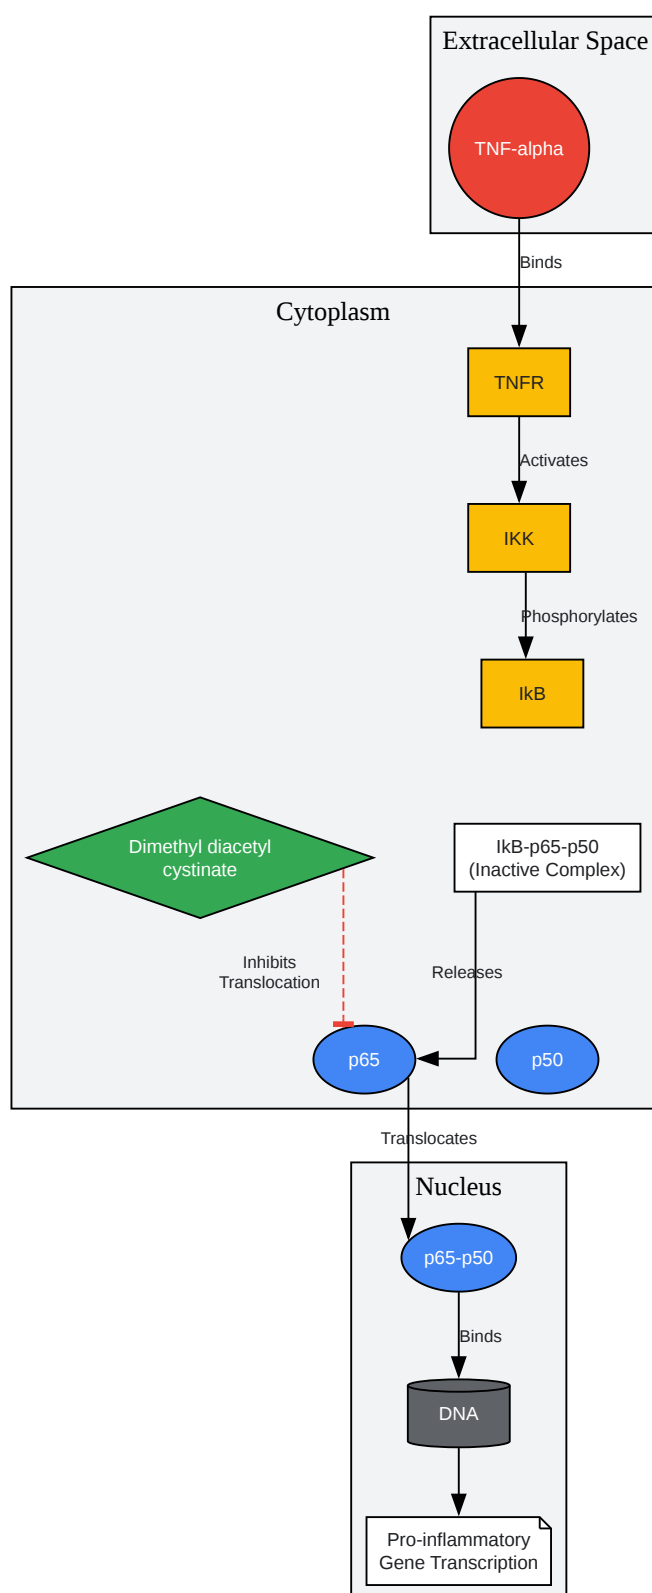 Extracellular Space
TNF-alpha
Binds
Cytoplasm
TNFR
Activates
IKK
Phosphorylates
IkB
Dimethyl diacetyl
cystinate
IkB-p65-p50
(Inactive Complex)
Inhibits
Translocation
Releases
p65
p50
Translocates
Nucleus
p65-p50
Binds
DNA
Pro-inflammatory
Gene Transcription